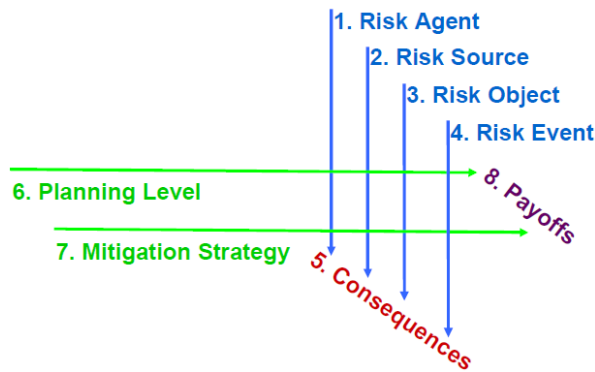 1. Risk Agent
2. Risk Source
3. Risk Object
4. Risk Event
6. Planning Level
8. Payoffs
7. Mitigation Strategy
5. Consequences